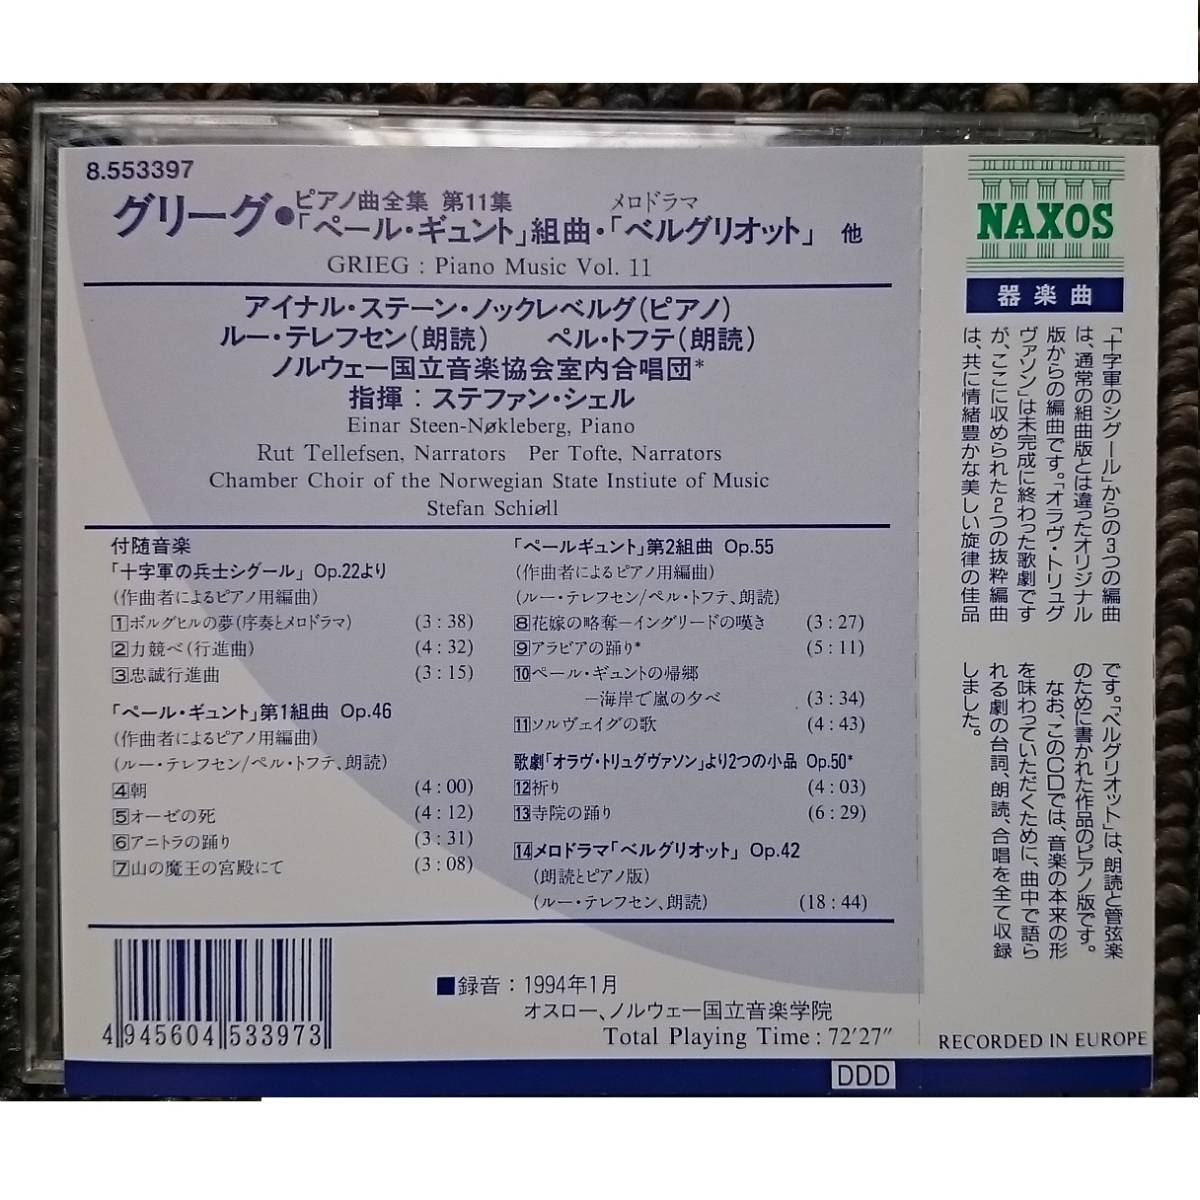 8.553397
グリーグ●ピアノ曲全集 第11集 メロドラマ
「ペール・ギュント」組曲・「ベルグリオット」 他
GRIEG : Piano Music Vol. 11
アイナル・ステーン・ノックレベルグ(ピアノ)
ルー・テレフセン(朗読) ペル・トフテ(朗読)
ノルウェー国立音楽協会室内合唱団*
指揮：ステファン・シェル
Einar Steen-Nøkleberg, Piano
Rut Tellefsen, Narrators Per Tofte, Narrators
Chamber Choir of the Norwegian State Instiute of Music
Stefan Schiøll
付随音楽
「十字軍の兵士シグール」 Op.22より
(作曲者によるピアノ用編曲)
1 ボルグヒルの夢(序奏とメロドラマ) (3:38)
2 力競べ(行進曲) (4:32)
3 忠誠行進曲 (3:15)
「ペール・ギュント」第1組曲 Op.46
(作曲者によるピアノ用編曲)
(ルー・テレフセン/ペル・トフテ、朗読)
4 朝 (4:00)
5 オーゼの死 (4:12)
6 アニトラの踊り (3:31)
7 山の魔王の宮殿にて (3:08)
「ペールギュント」第2組曲 Op.55
(作曲者によるピアノ用編曲)
(ルー・テレフセン/ペル・トフテ、朗読)
8 花嫁の略奪―イングリードの嘆き (3:27)
9 アラビアの踊り* (5:11)
10 ペール・ギュントの帰郷
―海岸で嵐の夕べ (3:34)
11 ソルヴェイグの歌 (4:43)
歌劇「オラヴ・トリュグヴァソン」より2つの小品 Op.50*
12 祈り (4:03)
13 寺院の踊り (6:29)
14 メロドラマ「ベルグリオット」 Op.42
(朗読とピアノ版)
(ルー・テレフセン、朗読) (18:44)
4 945604 533973
■録音：1994年1月
オスロー、ノルウェー国立音楽学院
Total Playing Time : 72'27"
DDD
NAXOS
器楽曲
「十字軍のシグール」からの3つの編曲
は、通常の組曲版とは違ったオリジナル
版からの編曲です。「オラヴ・トリュグ
ヴァソン」は未完成に終わった歌劇です
が、ここに収められた2つの抜粋編曲
は、共に情緒豊かな美しい旋律の佳品
です。「ベルグリオット」は、朗読と管弦楽
のために書かれた作品のピアノ版です。
なお、このCDでは、音楽の本来の形
を味わっていただくために、曲中で語ら
れる劇の台詞、朗読、合唱を全て収録
しました。
RECORDED IN EUROPE